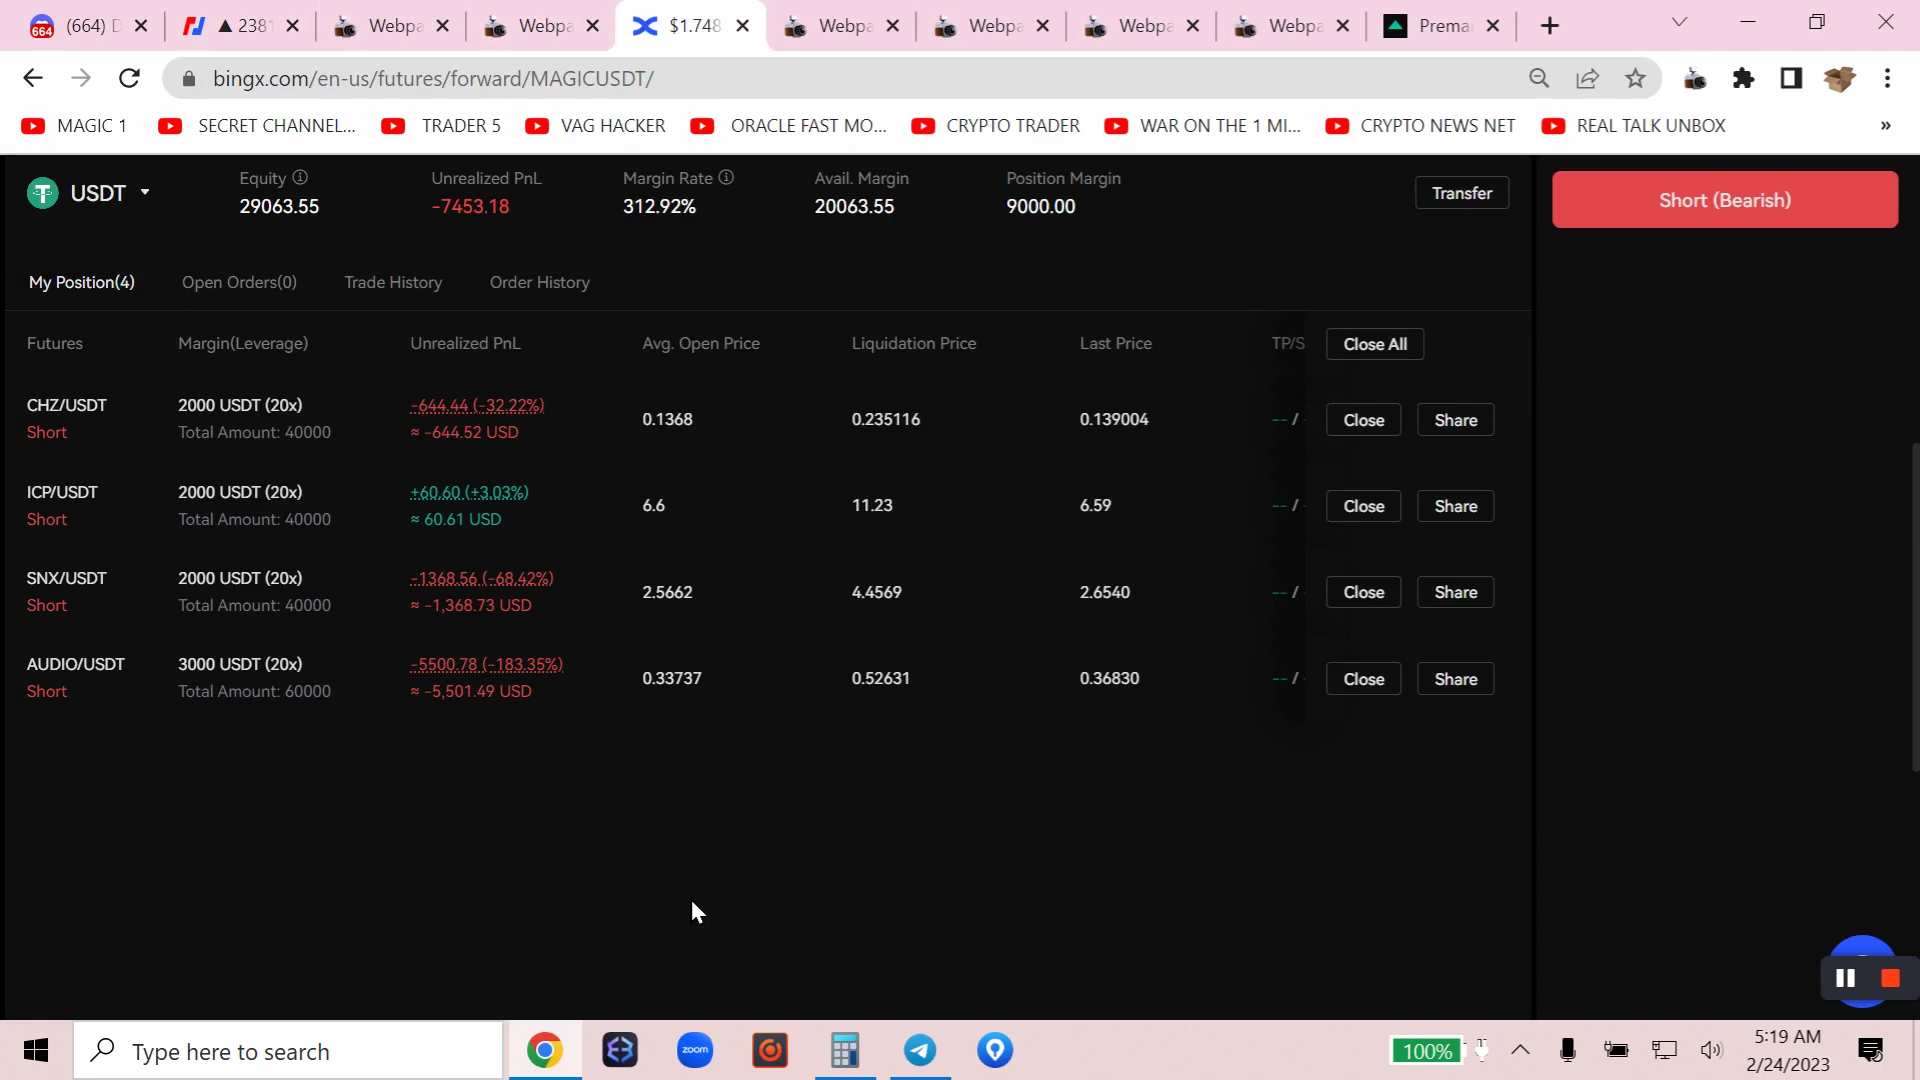 664 (664) D
▲ 2381
Webpa
Webpa
$1.748
Webpa
Webpa
Webpa
Webpa
Premar
bingx.com/en-us/futures/forward/MAGICUSDT/
MAGIC 1 SECRET CHANNEL... TRADER 5 VAG HACKER ORACLE FAST MO... CRYPTO TRADER WAR ON THE 1 MI... CRYPTO NEWS NET REAL TALK UNBOX »
USDT
Equity Unrealized PnL Margin Rate Avail. Margin Position Margin
29063.55 -7453.18 312.92% 20063.55 9000.00
Transfer
Short (Bearish)
My Position(4) Open Orders(0) Trade History Order History
Futures Margin(Leverage) Unrealized PnL Avg. Open Price Liquidation Price Last Price TP/S Close All
CHZ/USDT 2000 USDT (20x) -644.44 (-32.22%) 0.1368 0.235116 0.139004 -- / Close Share
Short Total Amount: 40000 ≈ -644.52 USD
ICP/USDT 2000 USDT (20x) +60.60 (+3.03%) 6.6 11.23 6.59 -- / Close Share
Short Total Amount: 40000 ≈ 60.61 USD
SNX/USDT 2000 USDT (20x) -1368.56 (-68.42%) 2.5662 4.4569 2.6540 -- / Close Share
Short Total Amount: 40000 ≈ -1,368.73 USD
AUDIO/USDT 3000 USDT (20x) -5500.78 (-183.35%) 0.33737 0.52631 0.36830 -- / Close Share
Short Total Amount: 60000 ≈ -5,501.49 USD
Type here to search
zoom
100%
5:19 AM
2/24/2023